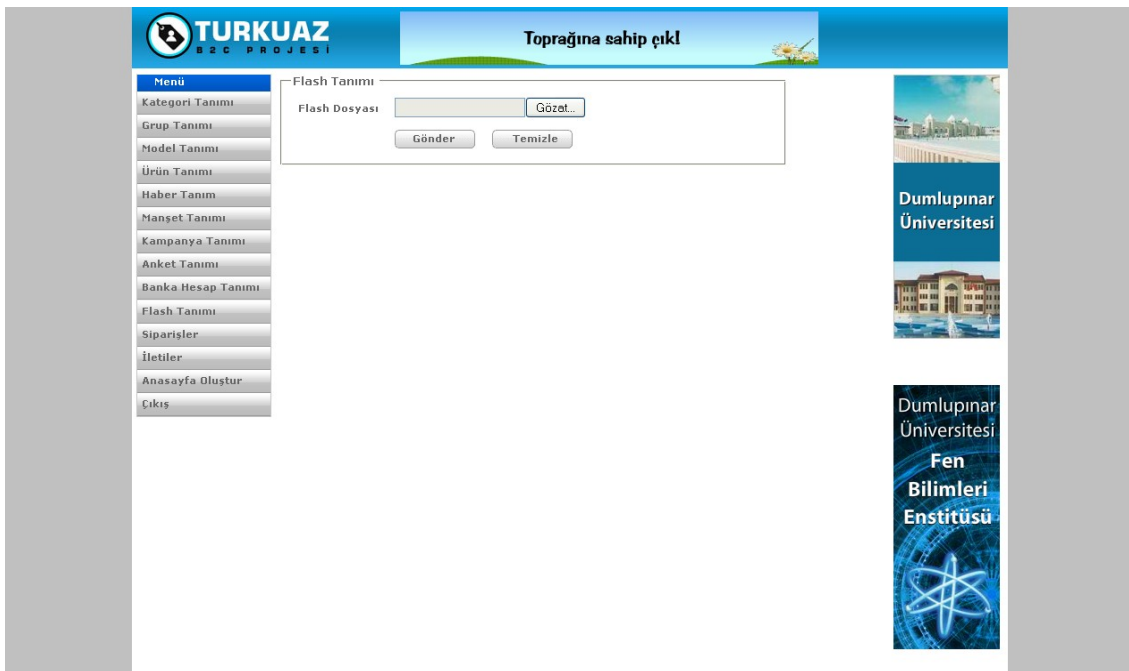 TURKUAZ
B2C PROJESİ
Toprağına sahip çık!
Menü
Kategori Tanımı
Grup Tanımı
Model Tanımı
Ürün Tanımı
Haber Tanım
Manşet Tanımı
Kampanya Tanımı
Anket Tanımı
Banka Hesap Tanımı
Flash Tanımı
Siparişler
İletiler
Anasayfa Oluştur
Çıkış
Flash Tanımı
Flash Dosyası Gözat...
Gönder Temizle
Dumlupınar
Üniversitesi
Dumlupınar
Üniversitesi
Fen
Bilimleri
Enstitüsü